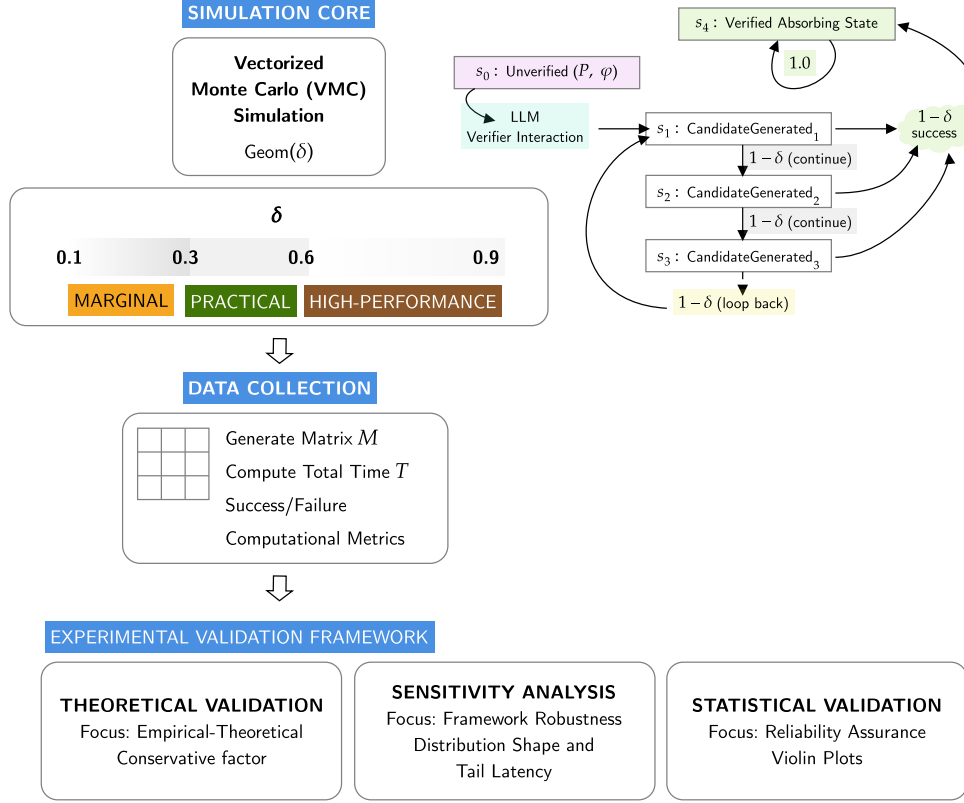 SIMULATION CORE
Vectorized
Monte Carlo (VMC)
Simulation
Geom(δ)
δ
0.1 0.3 0.6 0.9
MARGINAL PRACTICAL HIGH-PERFORMANCE
DATA COLLECTION
Generate Matrix M
Compute Total Time T
Success/Failure
Computational Metrics
EXPERIMENTAL VALIDATION FRAMEWORK
THEORETICAL VALIDATION
Focus: Empirical-Theoretical
Conservative factor
SENSITIVITY ANALYSIS
Focus: Framework Robustness
Distribution Shape and
Tail Latency
STATISTICAL VALIDATION
Focus: Reliability Assurance
Violin Plots
s₄ : Verified Absorbing State
1.0
s₀ : Unverified (P, φ)
LLM
Verifier Interaction
s₁ : CandidateGenerated₁
1 − δ
success
1 − δ (continue)
s₂ : CandidateGenerated₂
1 − δ (continue)
s₃ : CandidateGenerated₃
1 − δ (loop back)